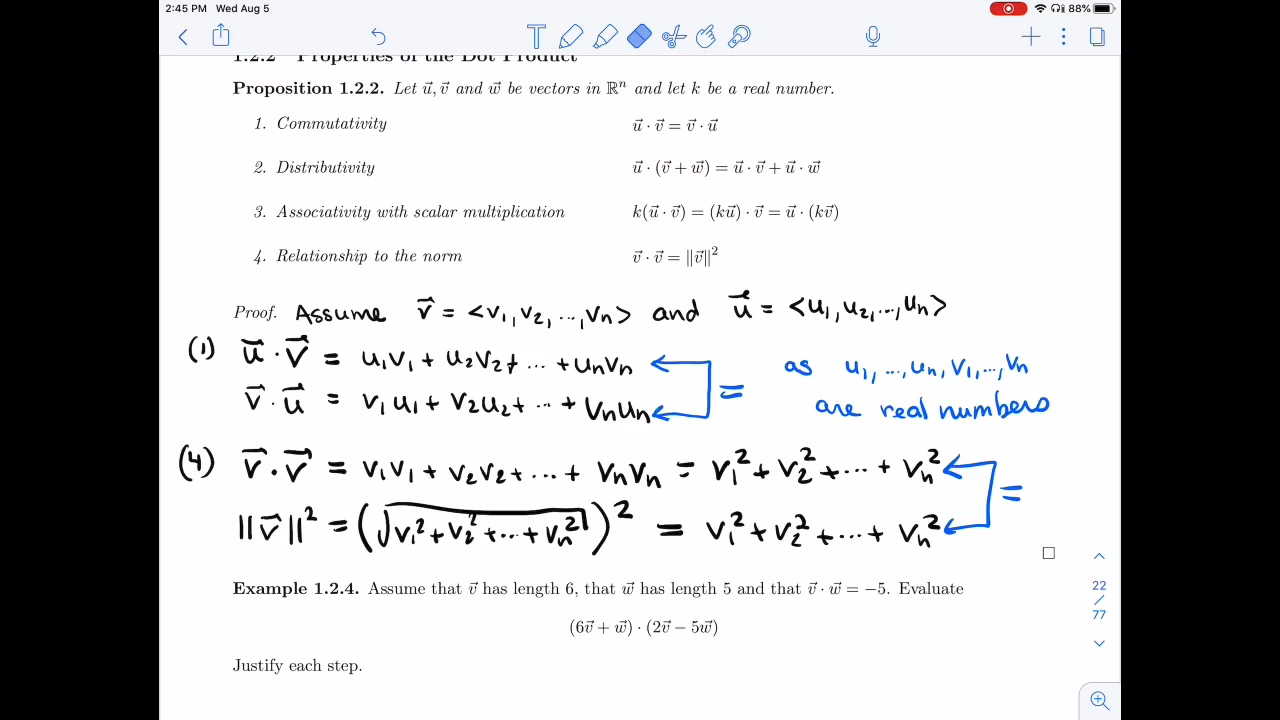 2:45 PM Wed Aug 5 88%
1.2.2 Properties of the Dot Product
Proposition 1.2.2. Let u⃗, v⃗ and w⃗ be vectors in ℝⁿ and let k be a real number.
1. Commutativity u⃗ · v⃗ = v⃗ · u⃗
2. Distributivity u⃗ · (v⃗ + w⃗) = u⃗ · v⃗ + u⃗ · w⃗
3. Associativity with scalar multiplication k(u⃗ · v⃗) = (ku⃗) · v⃗ = u⃗ · (kv⃗)
4. Relationship to the norm v⃗ · v⃗ = ‖v⃗‖²
Proof. Assume v⃗ = <v₁, v₂, ..., vₙ> and u⃗ = <u₁, u₂, ..., uₙ>
(1) u⃗ · v⃗ = u₁v₁ + u₂v₂ + ... + uₙvₙ
v⃗ · u⃗ = v₁u₁ + v₂u₂ + ... + vₙuₙ
=
as u₁, ..., uₙ, v₁, ..., vₙ
are real numbers
(4) v⃗ · v⃗ = v₁v₁ + v₂v₂ + ... + vₙvₙ = v₁² + v₂² + ... + vₙ²
||v⃗||² = (√(v₁² + v₂² + ... + vₙ²))² = v₁² + v₂² + ... + vₙ²
=
□
Example 1.2.4. Assume that v⃗ has length 6, that w⃗ has length 5 and that v⃗ · w⃗ = −5. Evaluate
(6v⃗ + w⃗) · (2v⃗ − 5w⃗)
Justify each step.
22
/
77